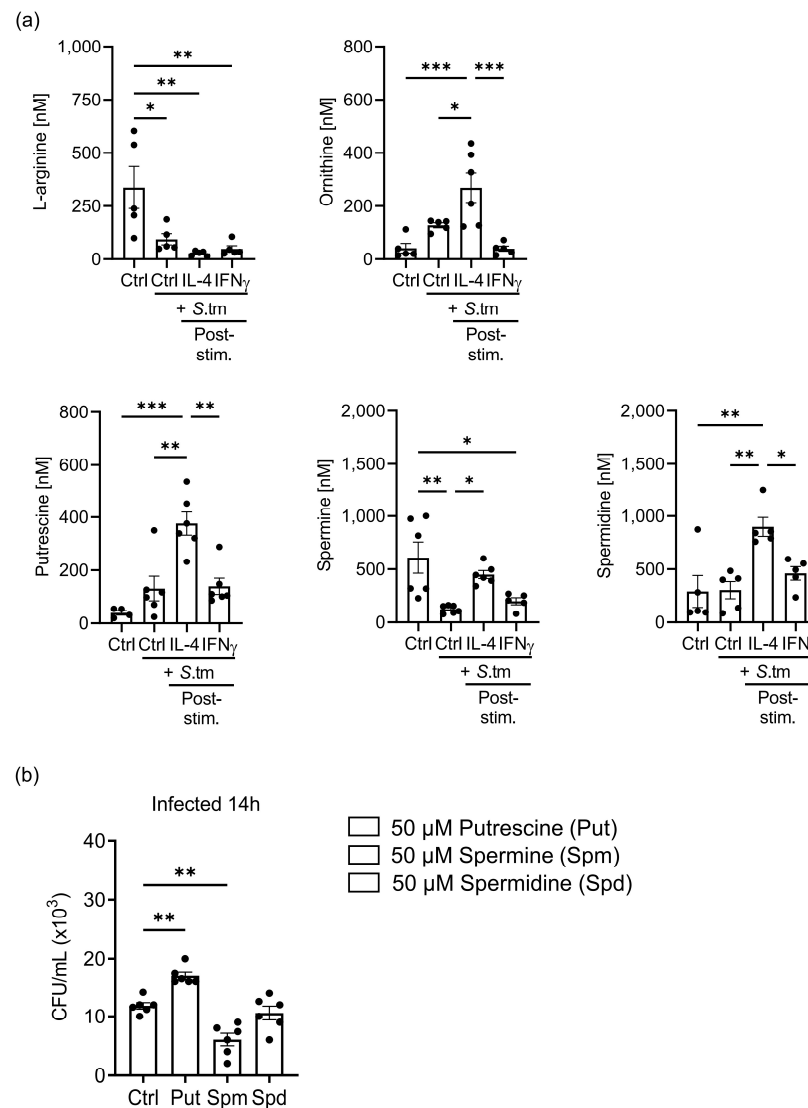 (a)
1,000
750
500
250
0
L-arginine [nM]
**
**
*
Ctrl Ctrl IL-4 IFNγ
+ S.tm
Post-
stim.
800
600
400
200
0
Ornithine [nM]
*** ***
*
Ctrl Ctrl IL-4 IFNγ
+ S.tm
Post-
stim.
800
600
400
200
0
Putrescine [nM]
*** **
**
Ctrl Ctrl IL-4 IFNγ
+ S.tm
Post-
stim.
2,000
1,500
1,000
500
0
Spermine [nM]
*
** *
Ctrl Ctrl IL-4 IFNγ
+ S.tm
Post-
stim.
2,000
1,500
1,000
500
0
Spermidine [nM]
**
** *
Ctrl Ctrl IL-4 IFN
+ S.tm
Post-
stim.
(b)
Infected 14h
40
30
20
10
0
CFU/mL (x10³)
**
**
Ctrl Put Spm Spd
50 µM Putrescine (Put)
50 µM Spermine (Spm)
50 µM Spermidine (Spd)